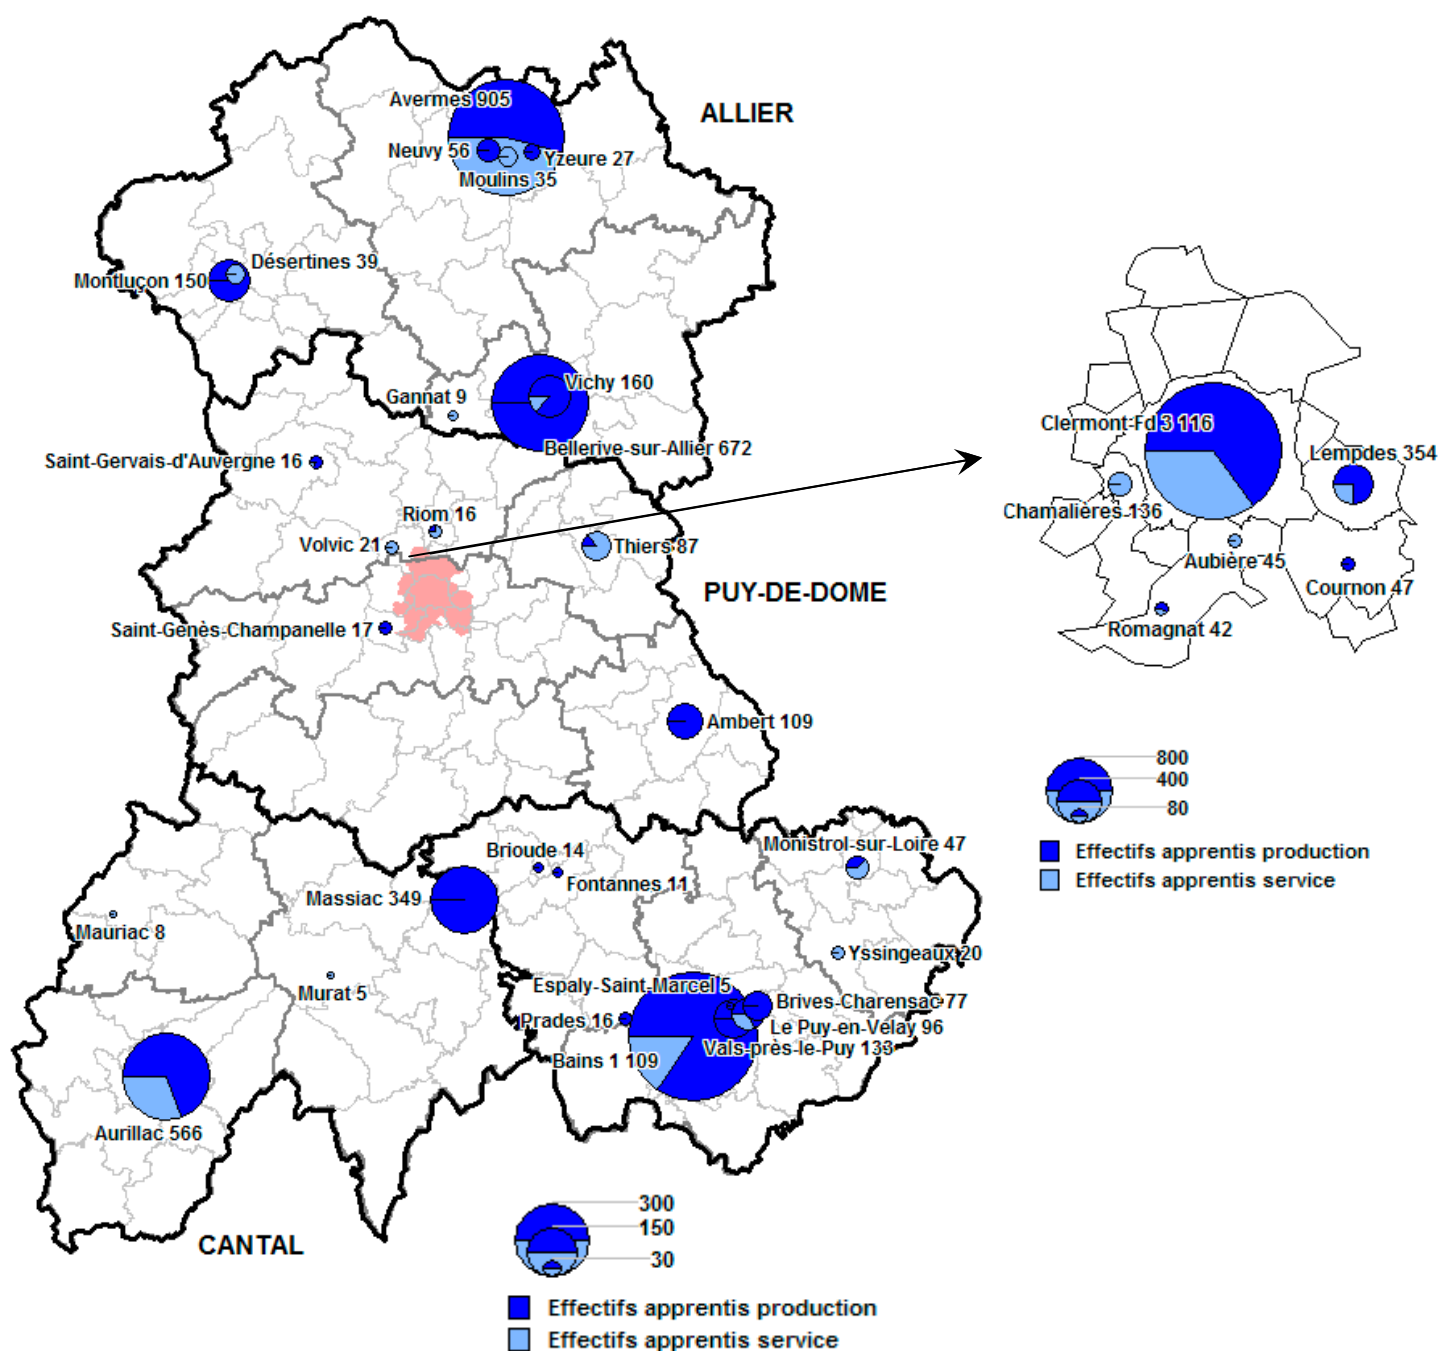 Avermes 905
ALLIER
Neuvy 56
Yzeure 27
Moulins 35
Désertines 39
Montluçon 150
Vichy 160
Gannat 9
Bellerive-sur-Allier 672
Saint-Gervais-d'Auvergne 16
Riom 16
Volvic 21
Thiers 87
PUY-DE-DOME
Saint-Genès-Champanelle 17
Ambert 109
Clermont-Fd 3 116
Lempdes 354
Chamalières 136
Aubière 45
Cournon 47
Romagnat 42
800
400
80
Effectifs apprentis production
Effectifs apprentis service
Monistrol-sur-Loire 47
Brioude 14
Fontannes 11
Massiac 349
Mauriac 8
Yssingeaux 20
Murat 5
Espaly-Saint-Marcel 5
Brives-Charensac 77
Prades 16
Le Puy-en-Velay 96
Vals-près-le-Puy 133
Bains 1 109
Aurillac 566
CANTAL
300
150
30
Effectifs apprentis production
Effectifs apprentis service